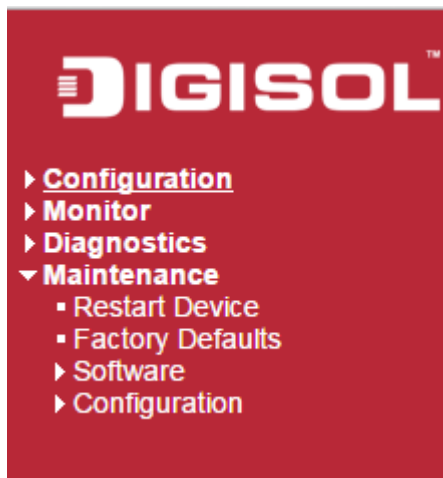 DIGISOL™
Configuration
Monitor
Diagnostics
Maintenance
Restart Device
Factory Defaults
Software
Configuration